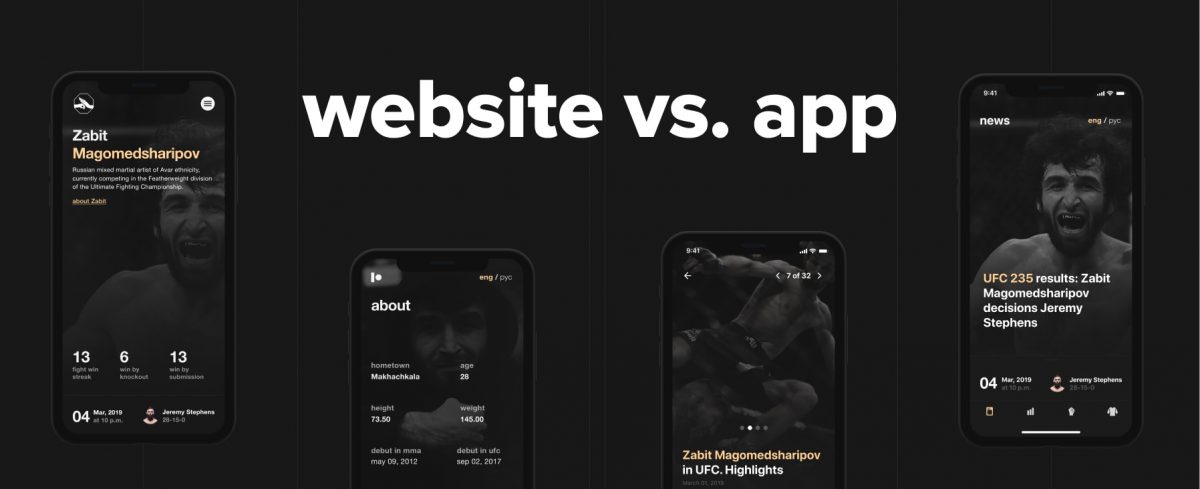 website vs. app
Zabit
Magomedsharipov
Russian mixed martial artist of Avar ethnicity,
currently competing in the Featherweight division
of the Ultimate Fighting Championship.
about Zabit
13
fight win
streak
6
win by
knockout
13
win by
submission
04
Mar, 2019
at 10 p.m.
Jeremy Stephens
28-15-0
eng / рус
about
hometown
Makhachkala
age
28
height
73.50
weight
145.00
debut in mma
may 09, 2012
debut in ufc
sep 02, 2017
9:41
7 of 32
Zabit Magomedsharipov
in UFC. Highlights
March 01, 2019
9:41
news
eng / рус
UFC 235 results: Zabit
Magomedsharipov
decisions Jeremy
Stephens
04
Mar, 2019
at 10 p.m.
Jeremy Stephens
28-15-0